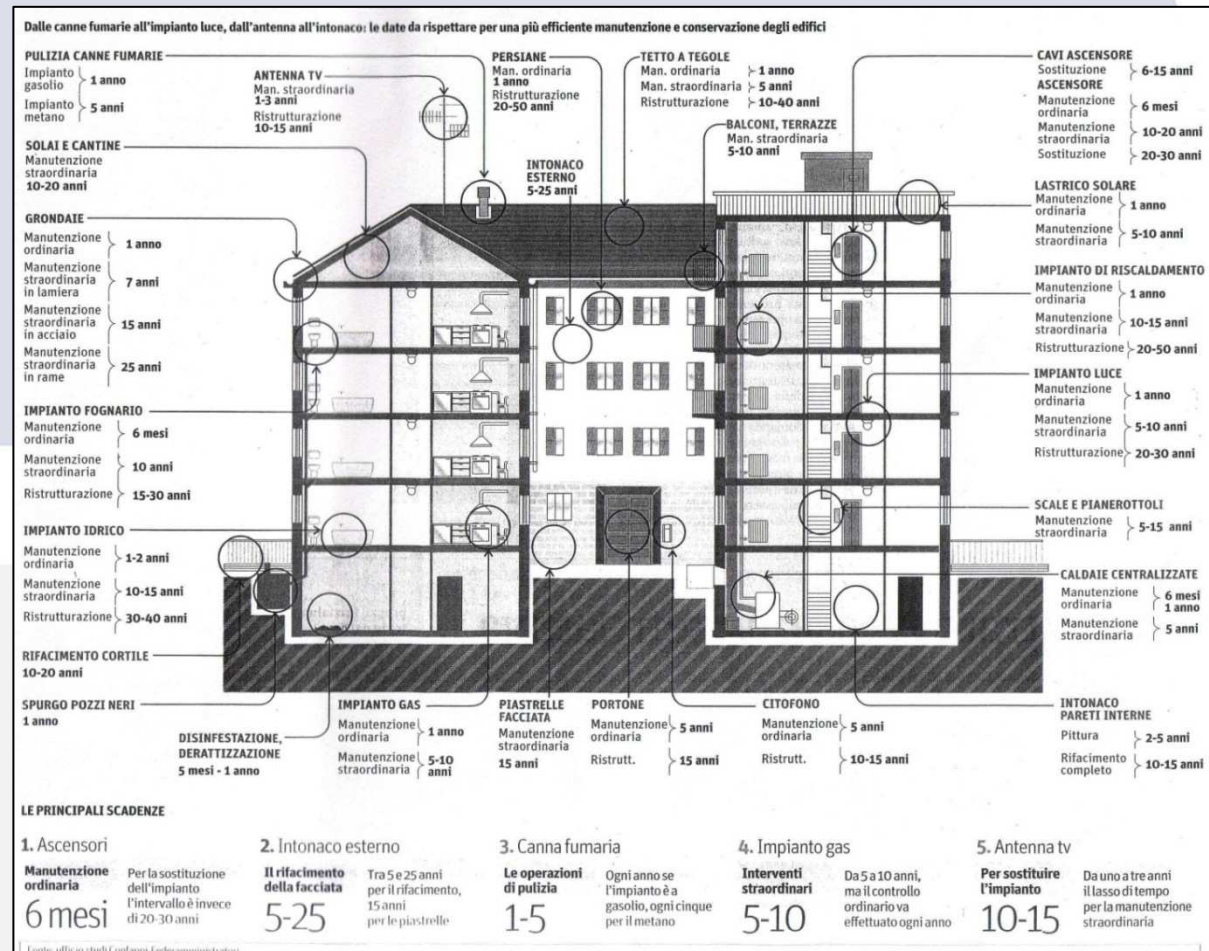 Dalle canne fumarie all'impianto luce, dall'antenna all'intonaco: le date da rispettare per una più efficiente manutenzione e conservazione degli edifici
PULIZIA CANNE FUMARIE
Impianto
gasolio
1 anno
Impianto
metano
5 anni
ANTENNA TV
Man. straordinaria
1-3 anni
Ristrutturazione
10-15 anni
PERSIANE
Man. ordinaria
1 anno
Ristrutturazione
20-50 anni
TETTO A TEGOLE
Man. ordinaria 1 anno
Man. straordinaria 5 anni
Ristrutturazione 10-40 anni
BALCONI, TERRAZZE
Man. straordinaria
5-10 anni
INTONACO
ESTERNO
5-25 anni
CAVI ASCENSORE
Sostituzione 6-15 anni
ASCENSORE
Manutenzione
ordinaria
6 mesi
Manutenzione
straordinaria
10-20 anni
Sostituzione 20-30 anni
SOLAI E CANTINE
Manutenzione
straordinaria
10-20 anni
GRONDAIE
Manutenzione
ordinaria
1 anno
Manutenzione
straordinaria
in lamiera
7 anni
Manutenzione
straordinaria
in acciaio
15 anni
Manutenzione
straordinaria
in rame
25 anni
IMPIANTO FOGNARIO
Manutenzione
ordinaria
6 mesi
Manutenzione
straordinaria
10 anni
Ristrutturazione 15-30 anni
IMPIANTO IDRICO
Manutenzione
ordinaria
1-2 anni
Manutenzione
straordinaria
10-15 anni
Ristrutturazione 30-40 anni
RIFACIMENTO CORTILE
10-20 anni
SPURGO POZZI NERI
1 anno
LASTRICO SOLARE
Manutenzione
ordinaria
1 anno
Manutenzione
straordinaria
5-10 anni
IMPIANTO DI RISCALDAMENTO
Manutenzione
ordinaria
1 anno
Manutenzione
straordinaria
10-15 anni
Ristrutturazione 20-50 anni
IMPIANTO LUCE
Manutenzione
ordinaria
1 anno
Manutenzione
straordinaria
5-10 anni
Ristrutturazione 20-30 anni
SCALE E PIANEROTTOLI
Manutenzione
straordinaria
5-15 anni
CALDAIE CENTRALIZZATE
Manutenzione
ordinaria
6 mesi
1 anno
Manutenzione
straordinaria
5 anni
DISINFESTAZIONE,
DERATTIZZAZIONE
5 mesi - 1 anno
IMPIANTO GAS
Manutenzione
ordinaria
1 anno
Manutenzione
straordinaria
5-10
anni
PIASTRELLE
FACCIATA
Manutenzione
straordinaria
15 anni
PORTONE
Manutenzione
ordinaria
5 anni
Ristrutt. 15 anni
CITOFONO
Manutenzione
ordinaria
5 anni
Ristrutt. 10-15 anni
INTONACO
PARETI INTERNE
Pittura 2-5 anni
Rifacimento
completo
10-15 anni
LE PRINCIPALI SCADENZE
1. Ascensori
Manutenzione
ordinaria
6 mesi
Per la sostituzione
dell'impianto
l'intervallo è invece
di 20-30 anni
2. Intonaco esterno
Il rifacimento
della facciata
5-25
Tra 5 e 25 anni
per il rifacimento,
15 anni
per le piastrelle
3. Canna fumaria
Le operazioni
di pulizia
1-5
Ogni anno se
l'impianto è a
gasolio, ogni cinque
per il metano
4. Impianto gas
Interventi
straordinari
5-10
Da 5 a 10 anni,
ma il controllo
ordinario va
effettuato ogni anno
5. Antenna tv
Per sostituire
l'impianto
10-15
Da uno a tre anni
il lasso di tempo
per la manutenzione
straordinaria
Fonte: ufficio studi